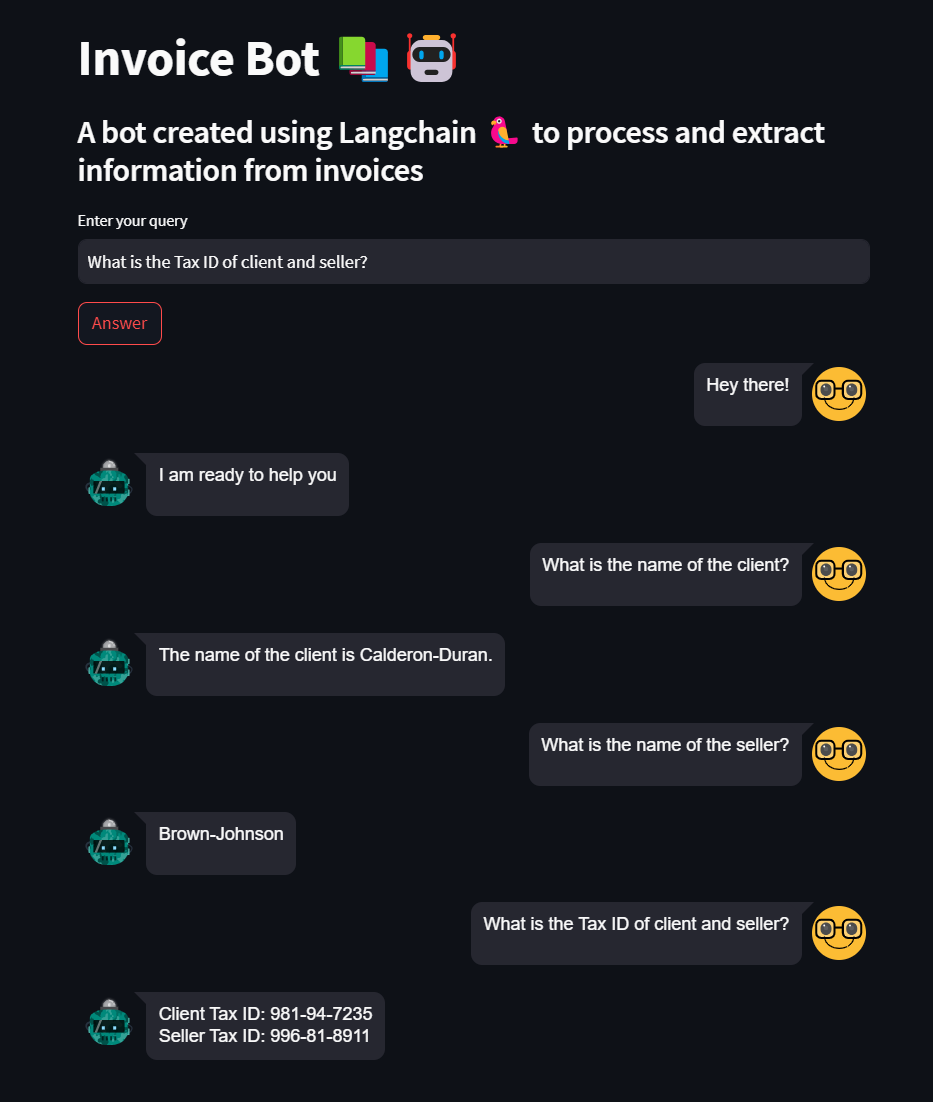 Invoice Bot
A bot created using Langchain to process and extract
information from invoices
Enter your query
What is the Tax ID of client and seller?
Answer
Hey there!
I am ready to help you
What is the name of the client?
The name of the client is Calderon-Duran.
What is the name of the seller?
Brown-Johnson
What is the Tax ID of client and seller?
Client Tax ID: 981-94-7235
Seller Tax ID: 996-81-8911